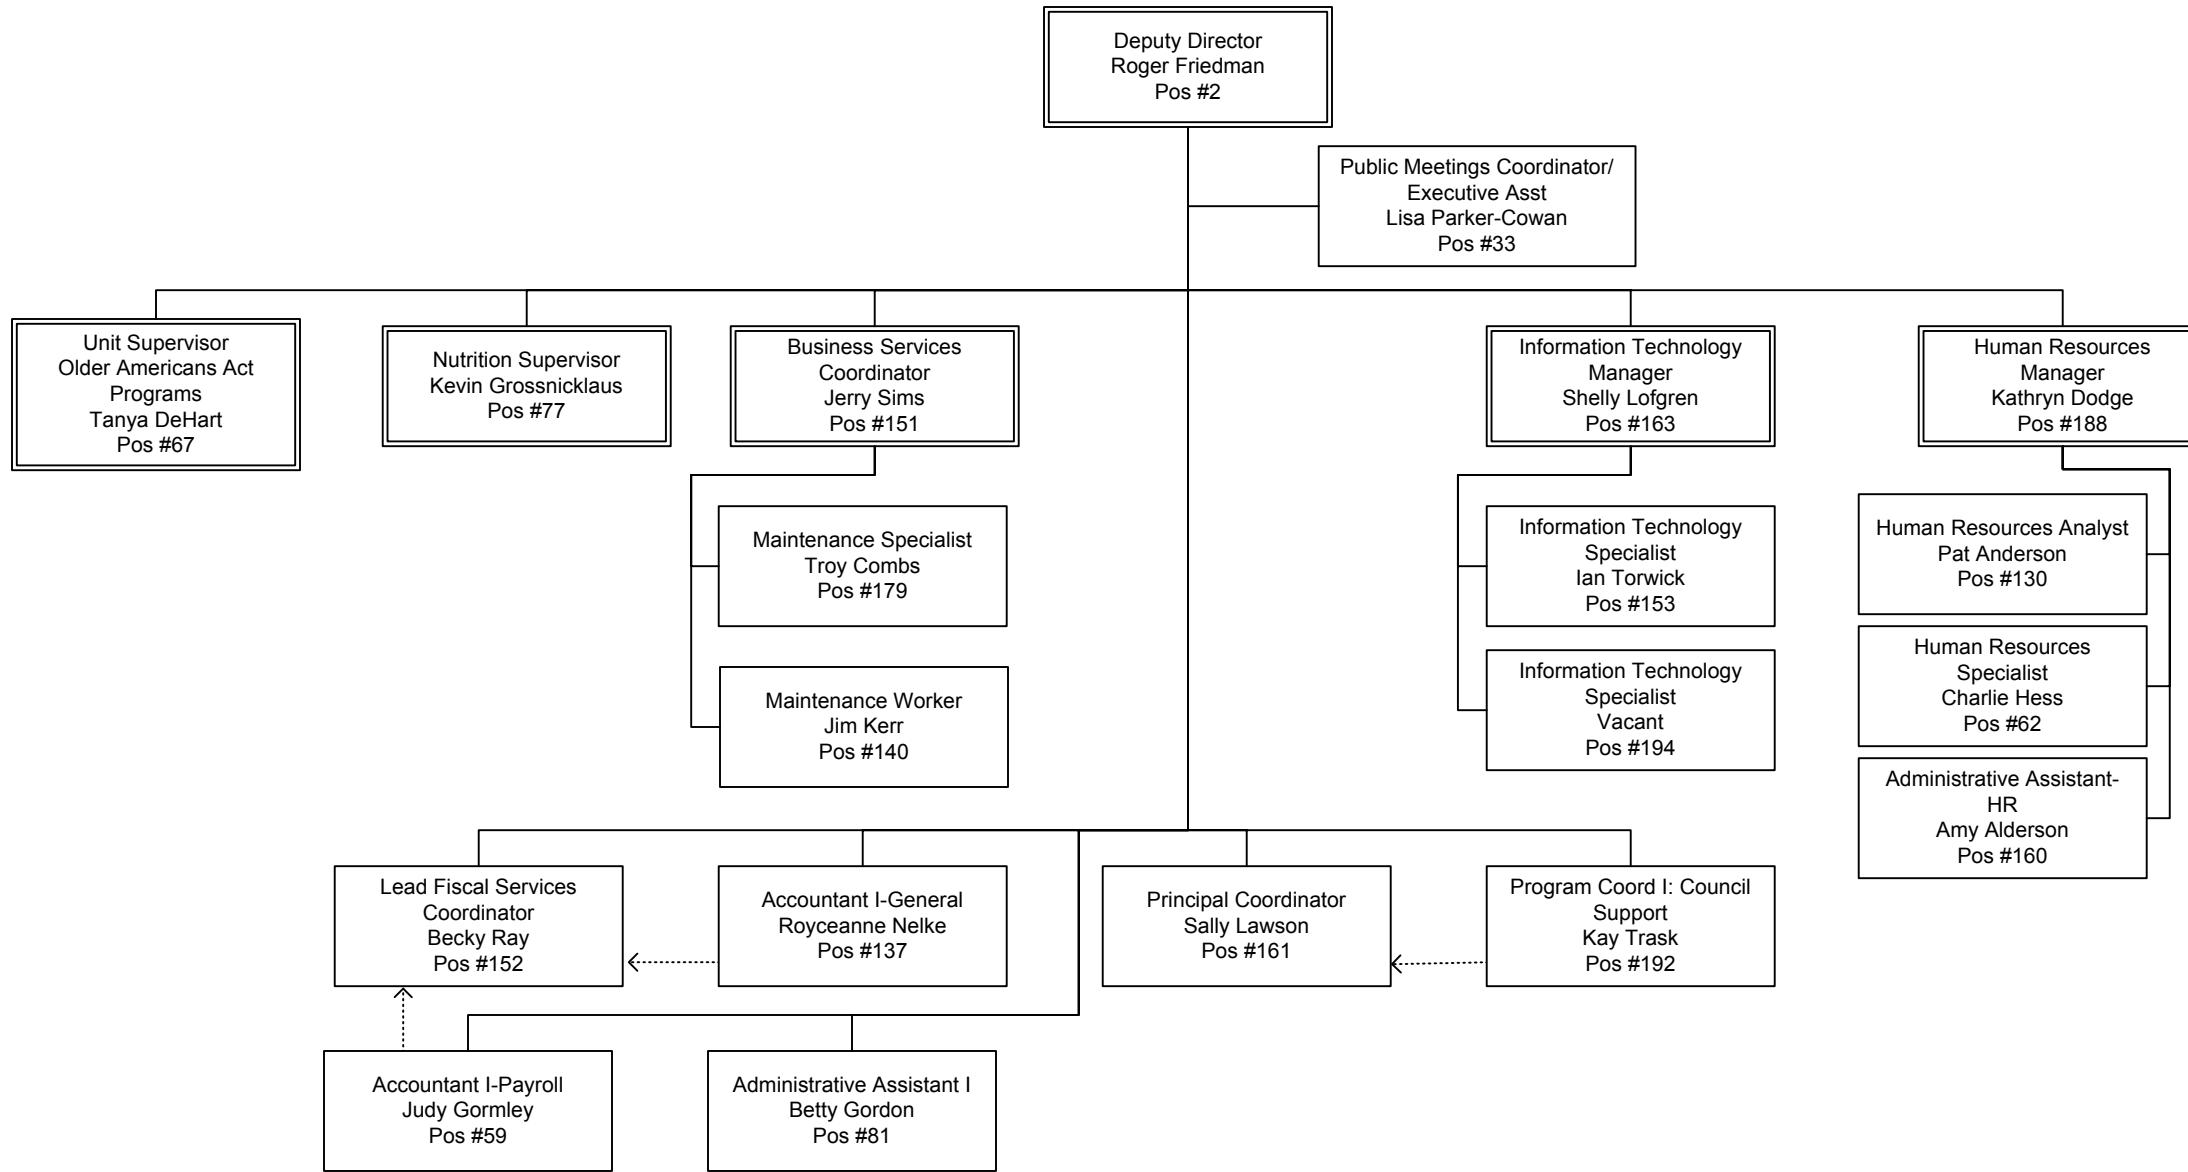 Deputy Director
Roger Friedman
Pos #2
Public Meetings Coordinator/
Executive Asst
Lisa Parker-Cowan
Pos #33
Unit Supervisor
Older Americans Act
Programs
Tanya DeHart
Pos #67
Nutrition Supervisor
Kevin Grossnicklaus
Pos #77
Business Services
Coordinator
Jerry Sims
Pos #151
Information Technology
Manager
Shelly Lofgren
Pos #163
Human Resources
Manager
Kathryn Dodge
Pos #188
Maintenance Specialist
Troy Combs
Pos #179
Information Technology
Specialist
Ian Torwick
Pos #153
Human Resources Analyst
Pat Anderson
Pos #130
Maintenance Worker
Jim Kerr
Pos #140
Information Technology
Specialist
Vacant
Pos #194
Human Resources
Specialist
Charlie Hess
Pos #62
Administrative Assistant-
HR
Amy Alderson
Pos #160
Lead Fiscal Services
Coordinator
Becky Ray
Pos #152
Accountant I-General
Royceanne Nelke
Pos #137
Principal Coordinator
Sally Lawson
Pos #161
Program Coord I: Council
Support
Kay Trask
Pos #192
Accountant I-Payroll
Judy Gormley
Pos #59
Administrative Assistant I
Betty Gordon
Pos #81